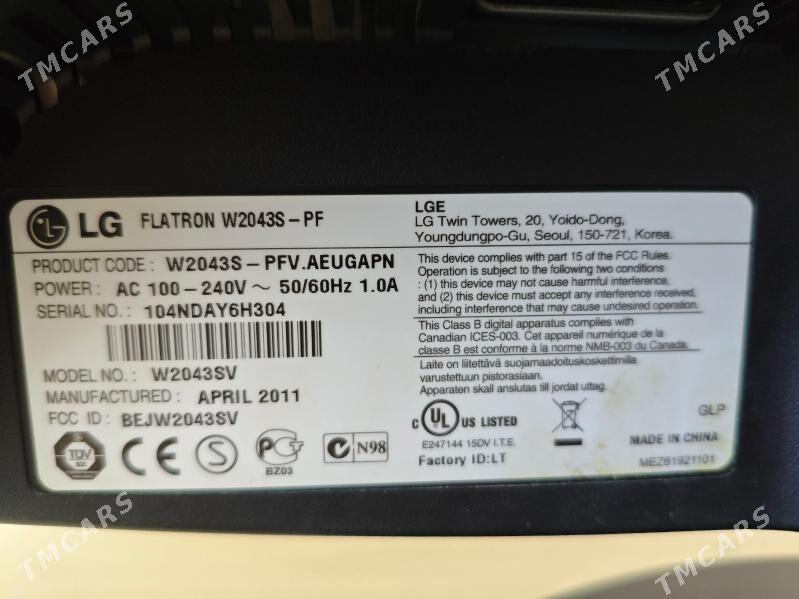 TMCARS
TMCARS
LG FLATRON W2043S-PF
PRODUCT CODE : W2043S-PFV.AEUGAPN
POWER : AC 100-240V ~ 50/60Hz 1.0A
SERIAL NO. : 104NDAY6H304
MODEL NO. : W2043SV
MANUFACTURED : APRIL 2011
FCC ID : BEJW2043SV
TÜV
CE
S
PCT
BZ03
N98
LGE
LG Twin Towers, 20, Yoido-Dong,
Youngdungpo-Gu, Seoul, 150-721, Korea.
This device complies with part 15 of the FCC Rules.
Operation is subject to the following two conditions
: (1) this device may not cause harmful interference,
and (2) this device must accept any interference received,
including interference that may cause undesired operation.
This Class B digital apparatus complies with
Canadian ICES-003. Cet appareil numérique de la
classe B est conforme à la norme NMB-003 du Canada.
Laite on liitettävä suojamaadoituskoskettimilla
varustettuun pistorasiaan.
Apparaten skall anslutas till jordat uttag.
C UL US LISTED
E247144 15DV I.T.E.
Factory ID:LT
GLP
MADE IN CHINA
MEZ61921101
TMCARS
TMCARS